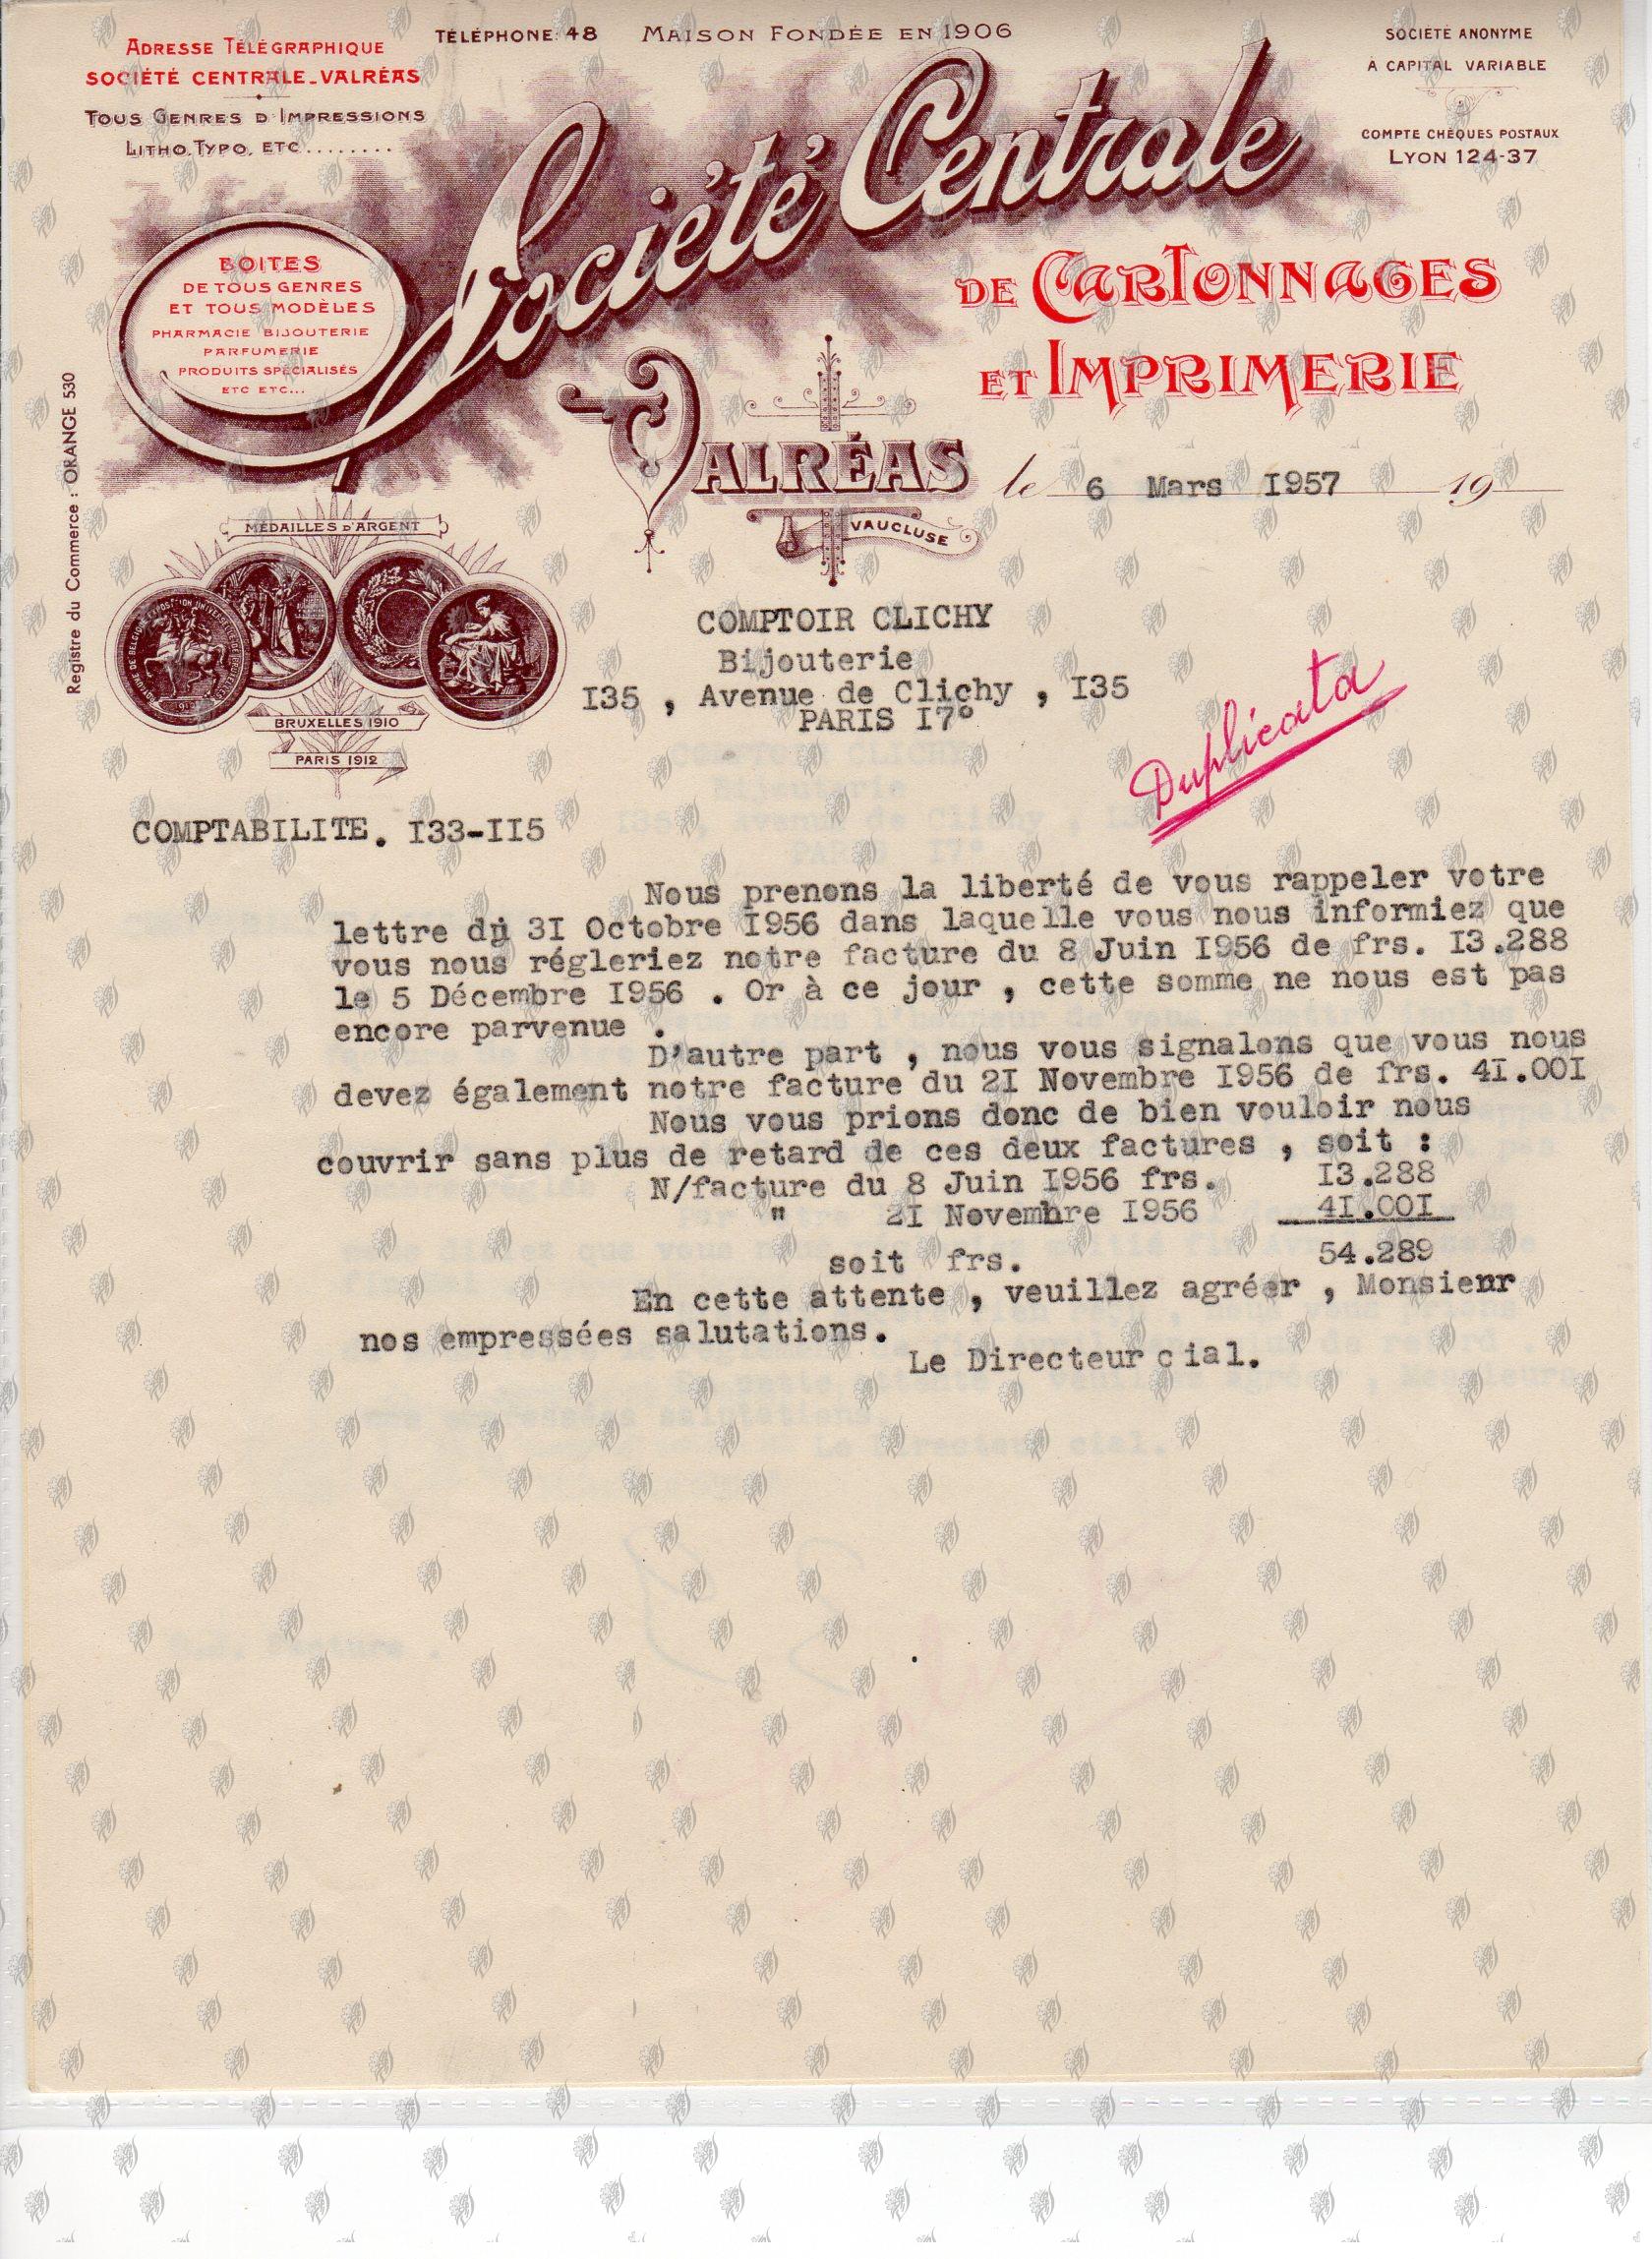 ADRESSE TÉLÉGRAPHIQUE
SOCIÉTÉ CENTRALE_VALRÉAS
TOUS GENRES D'IMPRESSIONS
LITHO.TYPO. ETC........
TÉLÉPHONE: 48 MAISON FONDÉE EN 1906
SOCIÉTÉ ANONYME
A CAPITAL VARIABLE
COMPTE CHÈQUES POSTAUX
LYON 124-37
Société Centrale
DE CARTONNAGES
ET IMPRIMERIE
BOITES
DE TOUS GENRES
ET TOUS MODÈLES
PHARMACIE BIJOUTERIE
PARFUMERIE
PRODUITS SPÉCIALISÉS
ETC ETC...
Registre du Commerce : ORANGE 530
VALRÉAS
VAUCLUSE
le 6 Mars I957 19
MÉDAILLES D'ARGENT
BRUXELLES 1910
PARIS 1912
COMPTOIR CLICHY
Bijouterie
I35 , Avenue de Clichy , I35
PARIS I7°
Duplicata
COMPTABILITE. I33-II5
Nous prenons la liberté de vous rappeler votre
lettre du 3I Octobre I956 dans laquelle vous nous informiez que
vous nous régleriez notre facture du 8 Juin I956 de frs. I3.288
le 5 Décembre I956 . Or à ce jour , cette somme ne nous est pas
encore parvenue .
D'autre part , nous vous signalons que vous nous
devez également notre facture du 2I Novembre I956 de frs. 4I.00I
Nous vous prions donc de bien vouloir nous
couvrir sans plus de retard de ces deux factures , soit :
N/facture du 8 Juin I956 frs. I3.288
" 2I Novembre I956 4I.00I
soit frs. 54.289
En cette attente , veuillez agréer , Monsieur
nos empressées salutations.
Le Directeur cial.